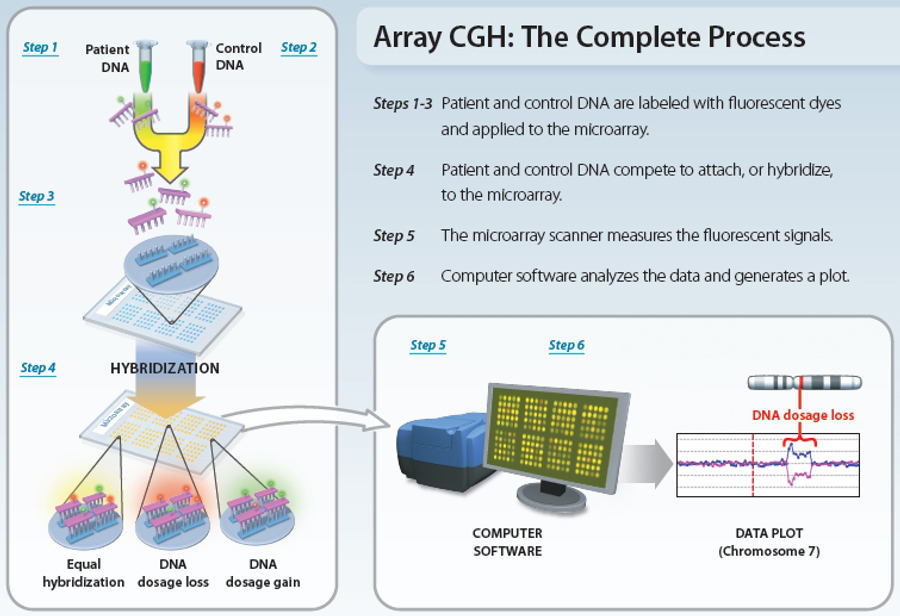 Array CGH: The Complete Process
Step 1
Patient
DNA
Control
DNA
Step 2
Step 3
Microarray
Step 4
HYBRIDIZATION
Microarray
Equal
hybridization
DNA
dosage loss
DNA
dosage gain
Steps 1-3 Patient and control DNA are labeled with fluorescent dyes
and applied to the microarray.
Step 4 Patient and control DNA compete to attach, or hybridize,
to the microarray.
Step 5 The microarray scanner measures the fluorescent signals.
Step 6 Computer software analyzes the data and generates a plot.
Step 5
Step 6
DNA dosage loss
COMPUTER
SOFTWARE
DATA PLOT
(Chromosome 7)